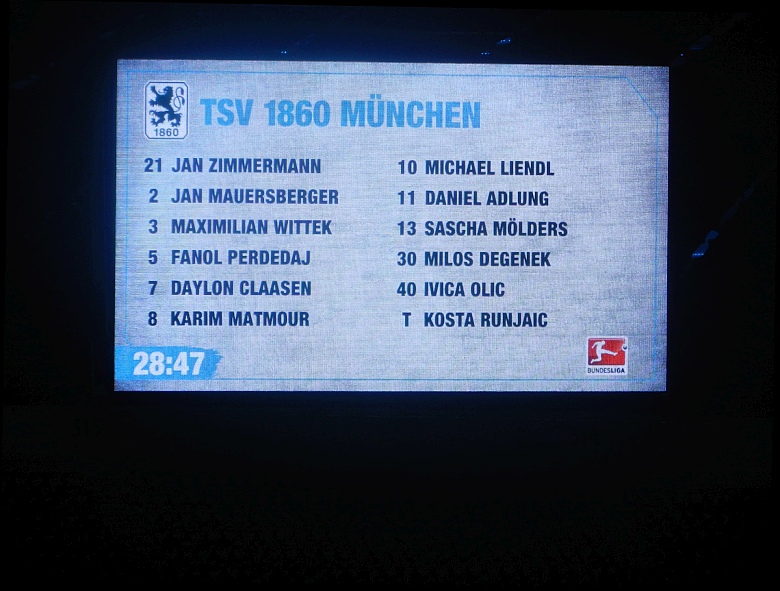 TSV 1860 MÜNCHEN
1860
21 JAN ZIMMERMANN
2 JAN MAUERSBERGER
3 MAXIMILIAN WITTEK
5 FANOL PERDEDAJ
7 DAYLON CLAASEN
8 KARIM MATMOUR
10 MICHAEL LIENDL
11 DANIEL ADLUNG
13 SASCHA MÖLDERS
30 MILOS DEGENEK
40 IVICA OLIC
T KOSTA RUNJAIC
28:47
BUNDESLIGA